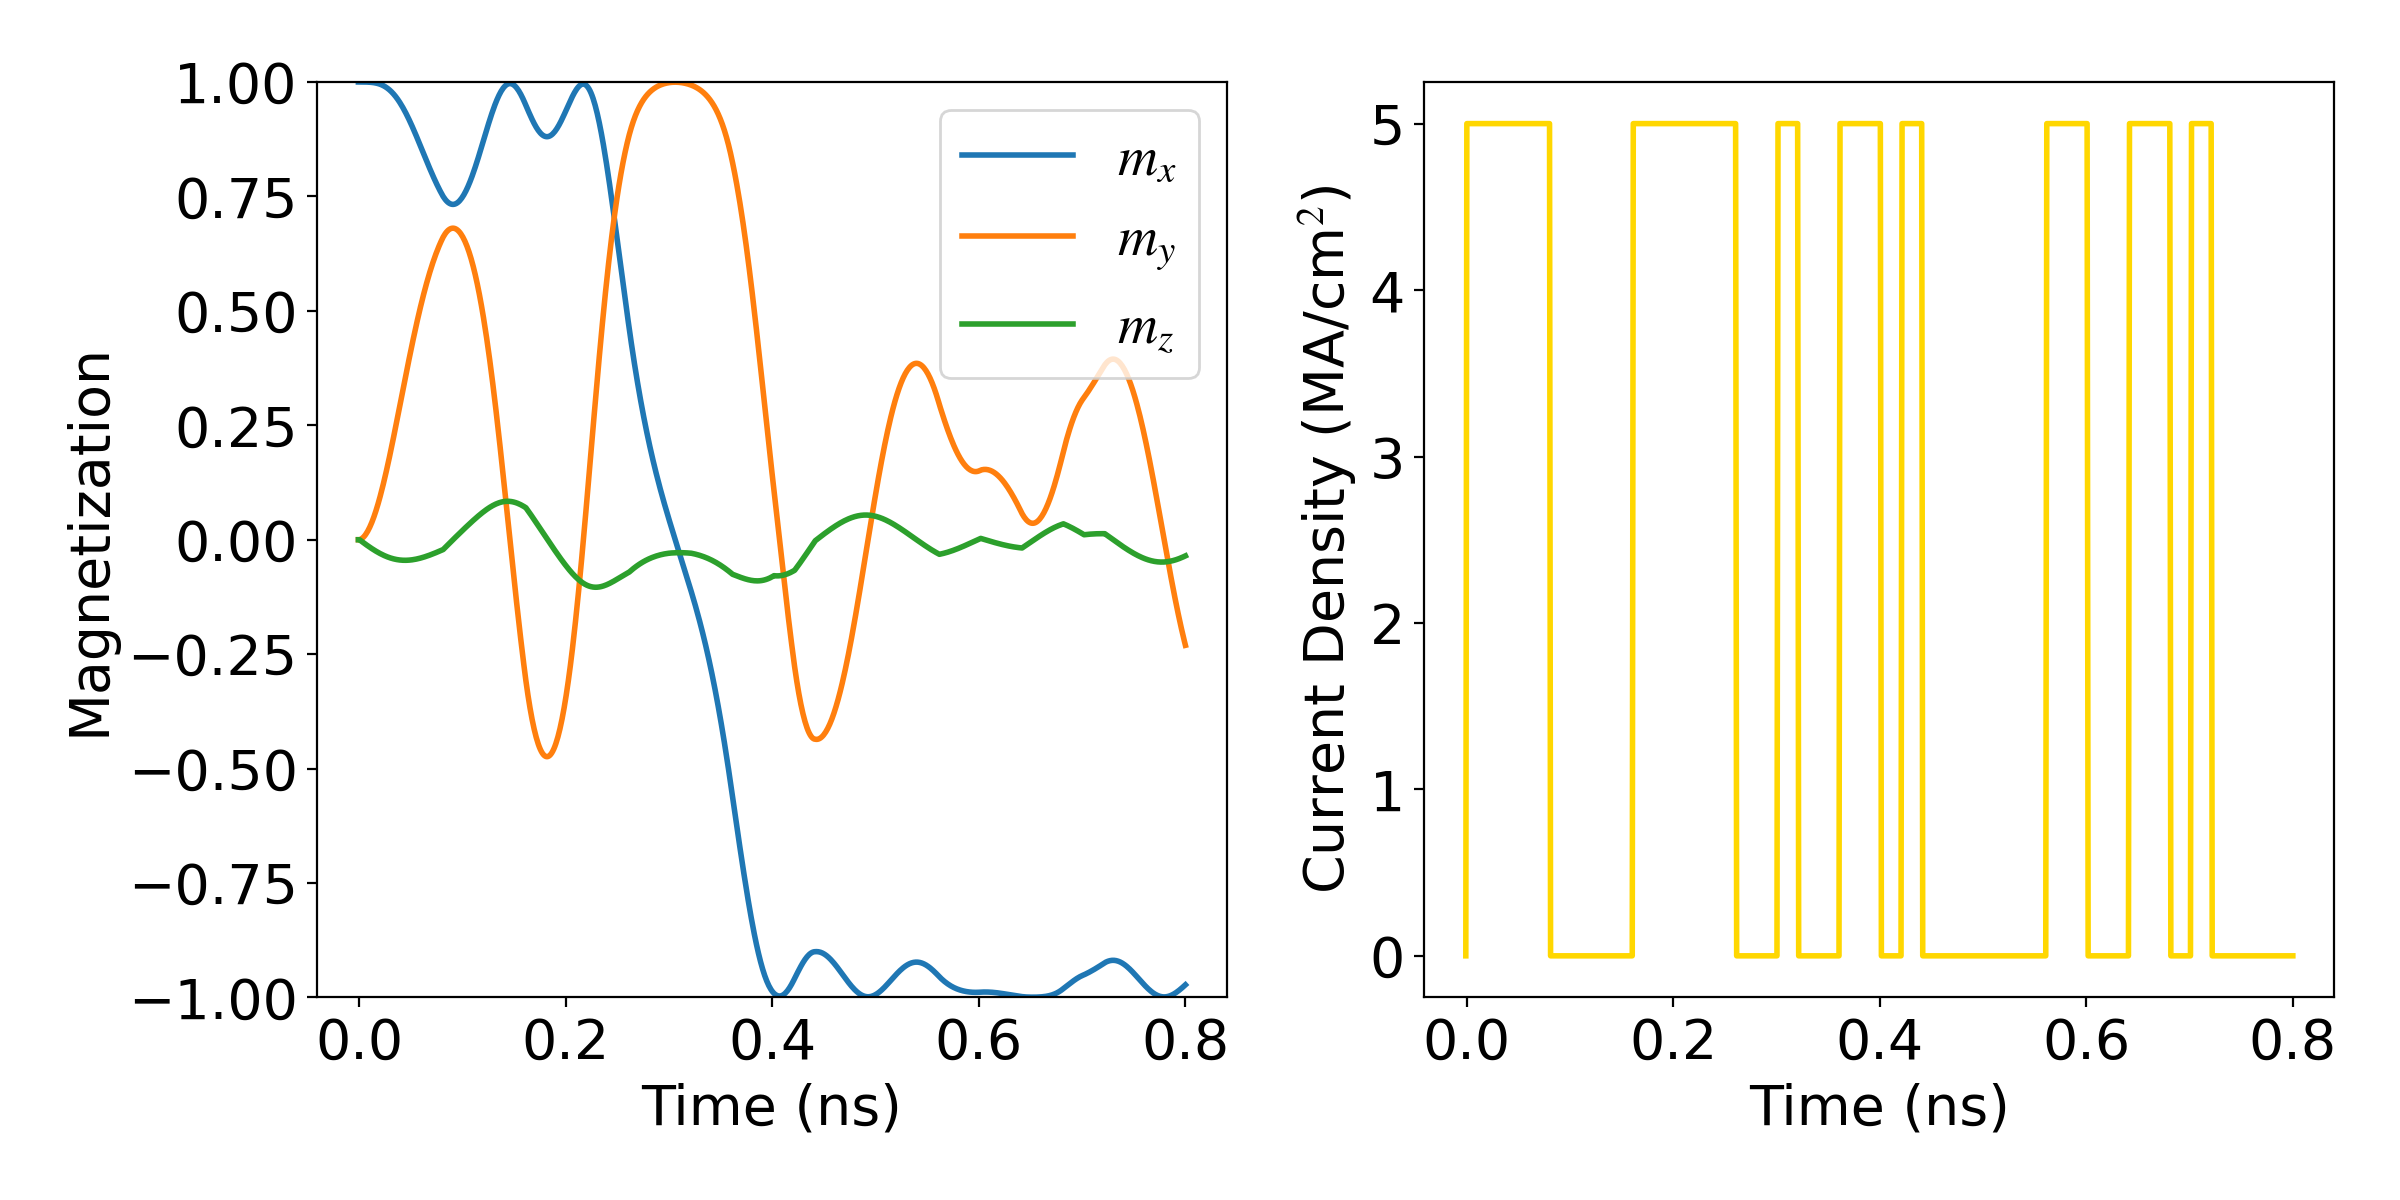 Magnetization
1.00
0.75
0.50
0.25
0.00
−0.25
−0.50
−0.75
−1.00
0.0 0.2 0.4 0.6 0.8
Time (ns)
m_x
m_y
m_z
Current Density (MA/cm²)
5
4
3
2
1
0
0.0 0.2 0.4 0.6 0.8
Time (ns)